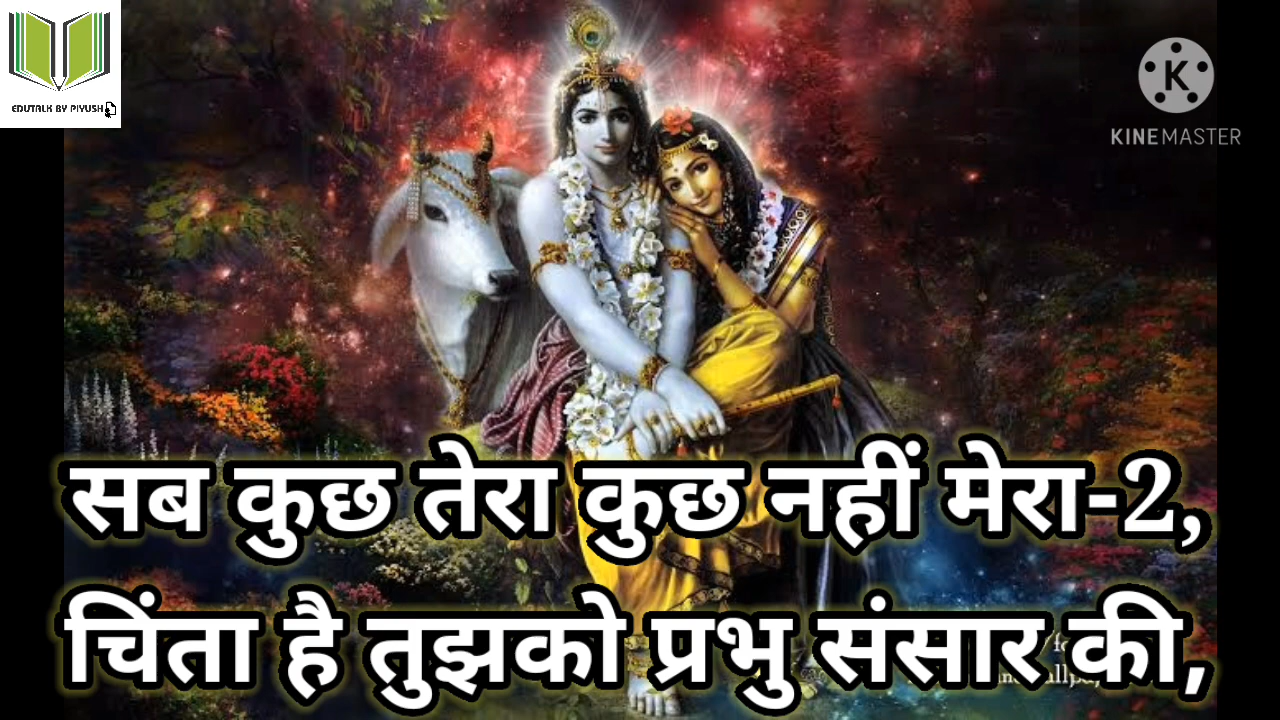 EDUTALK BY PIYUSH
K
KINEMASTER
सब कुछ तेरा कुछ नहीं मेरा-2,
चिंता है तुझको प्रभु संसार की,